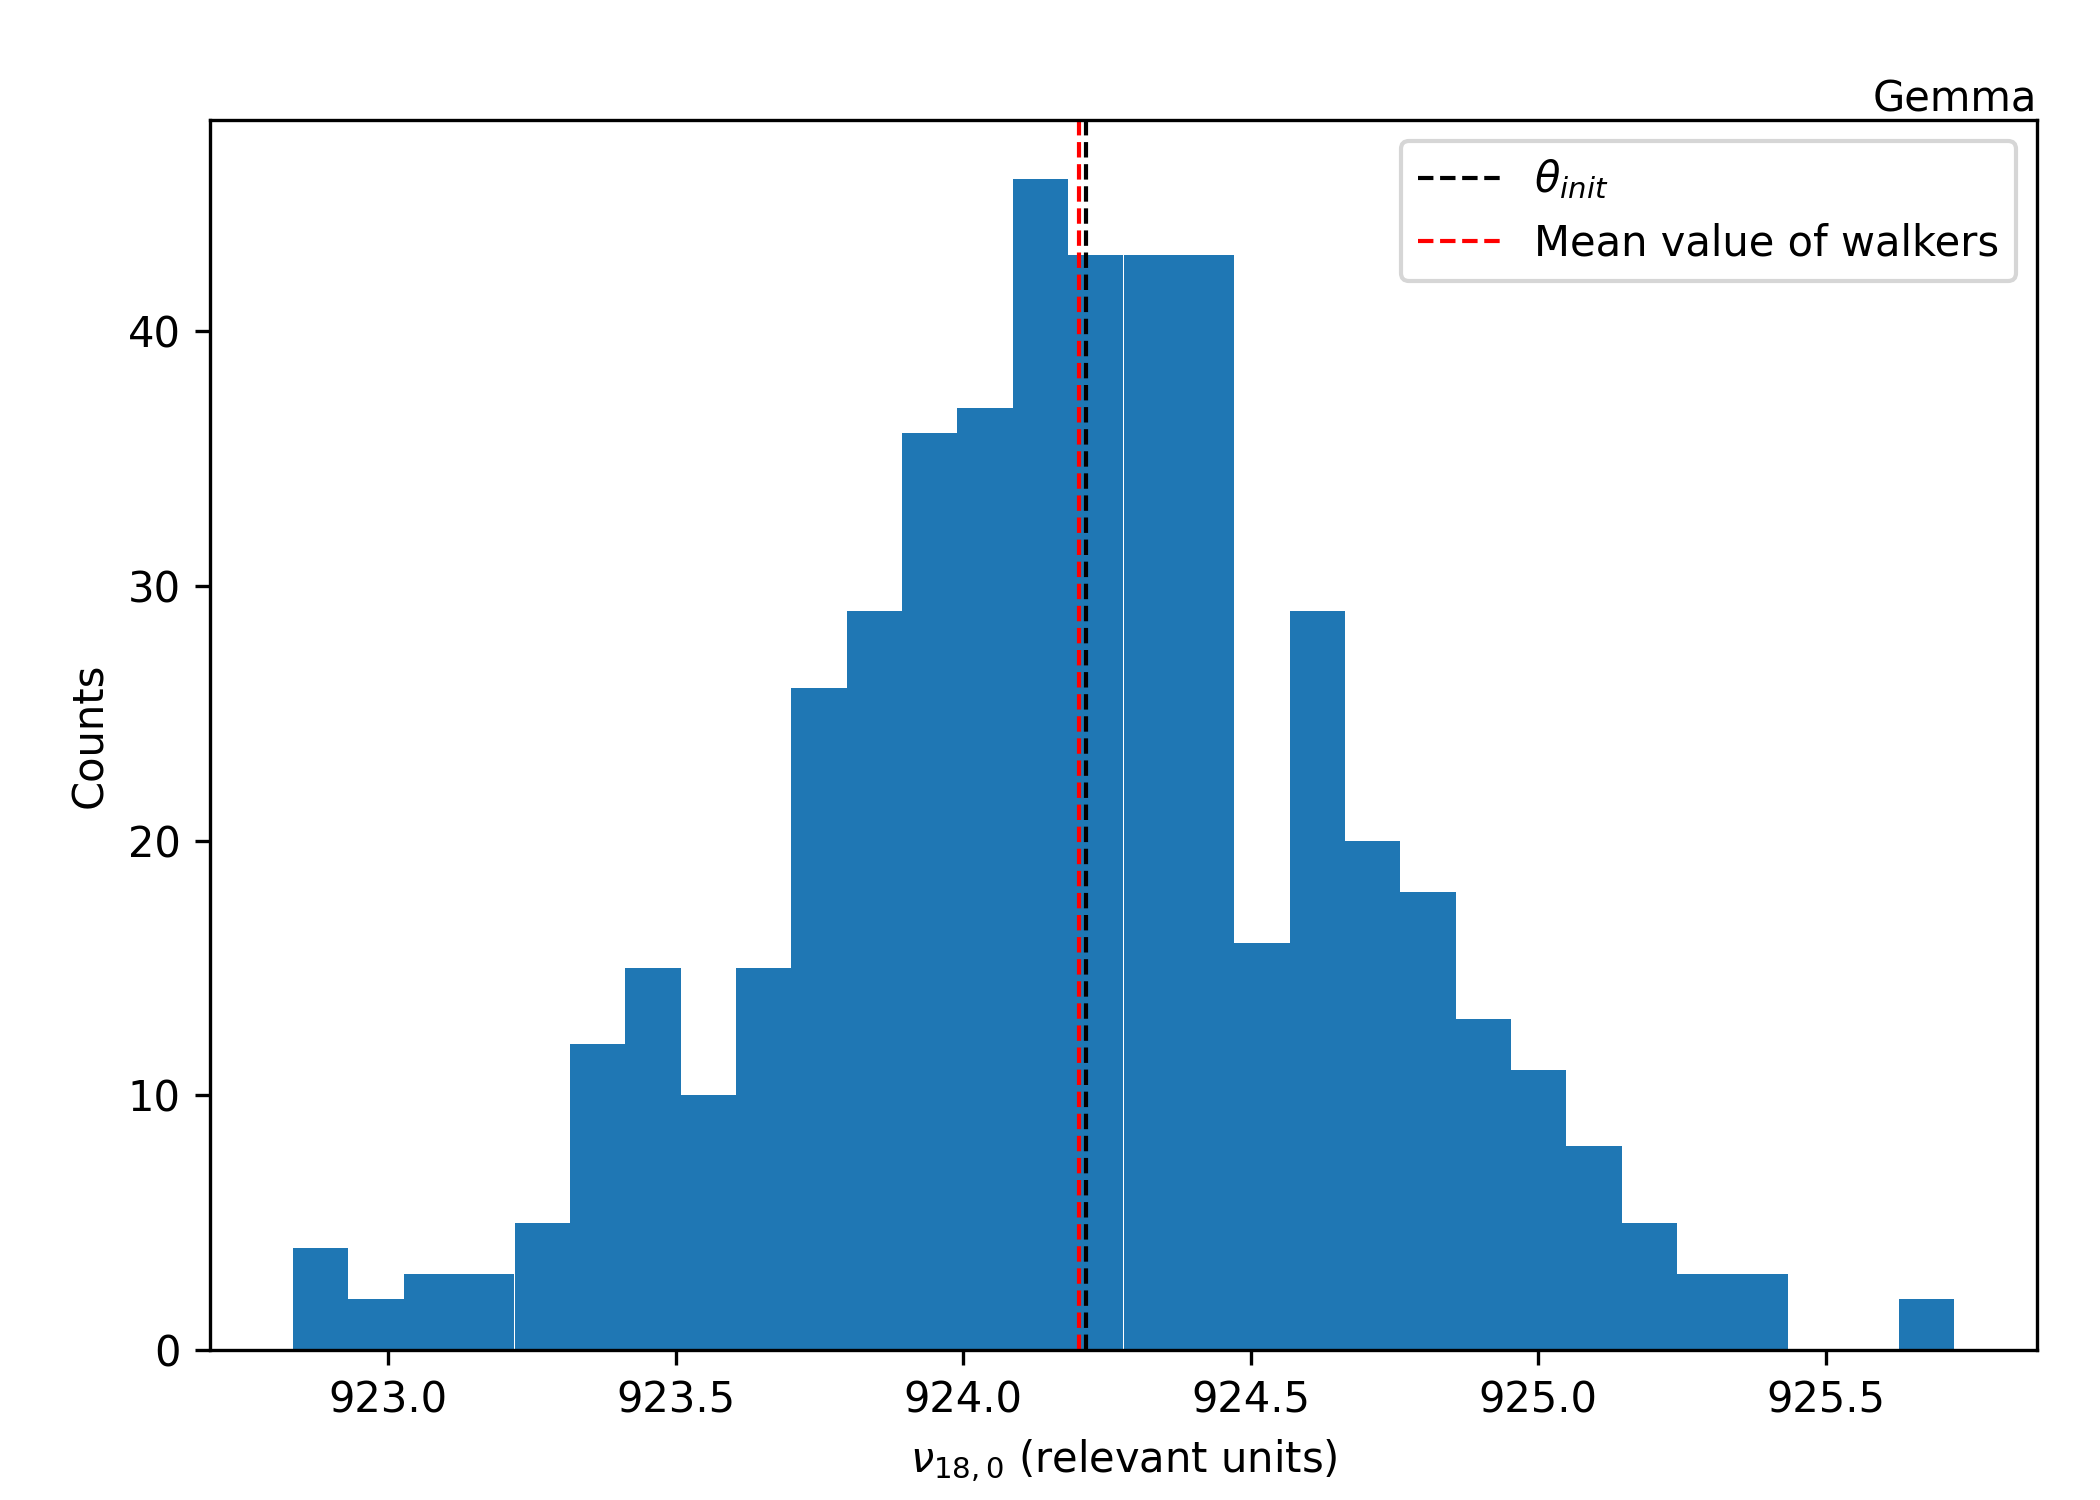 Gemma
θ_init
Mean value of walkers
Counts
40
30
20
10
0
923.0 923.5 924.0 924.5 925.0 925.5
ν_18,0 (relevant units)